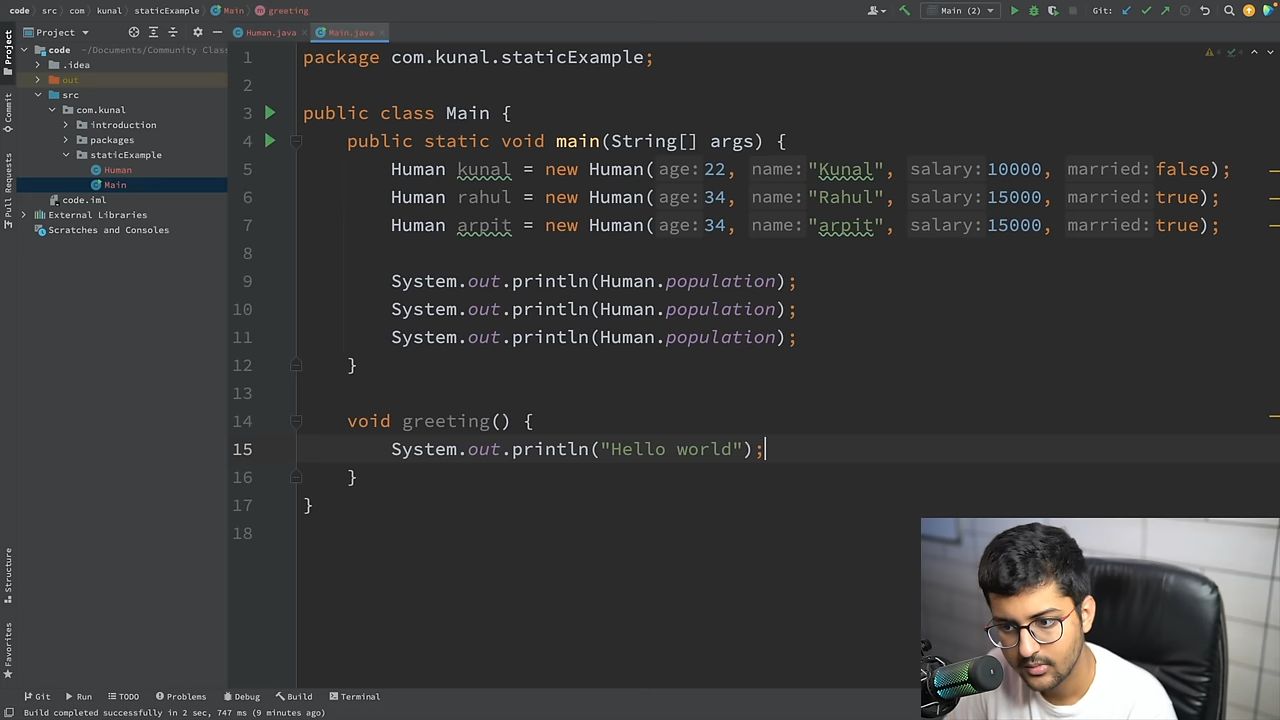 code src com kunal staticExample Main greeting Main (2) Git:
Project Human.java Main.java
code ~/Documents/Community Clas
.idea
out
src
com.kunal
introduction
packages
staticExample
Human
Main
code.iml
External Libraries
Scratches and Consoles
Project
Commit
Pull Requests
Structure
Favorites
1 package com.kunal.staticExample;
2
3 public class Main {
4 public static void main(String[] args) {
5 Human kunal = new Human( age: 22, name: "Kunal", salary: 10000, married: false);
6 Human rahul = new Human( age: 34, name: "Rahul", salary: 15000, married: true);
7 Human arpit = new Human( age: 34, name: "arpit", salary: 15000, married: true);
8
9 System.out.println(Human.population);
10 System.out.println(Human.population);
11 System.out.println(Human.population);
12 }
13
14 void greeting() {
15 System.out.println("Hello world");
16 }
17 }
18
Git Run TODO Problems Debug Build Terminal
Build completed successfully in 2 sec, 747 ms (9 minutes ago)